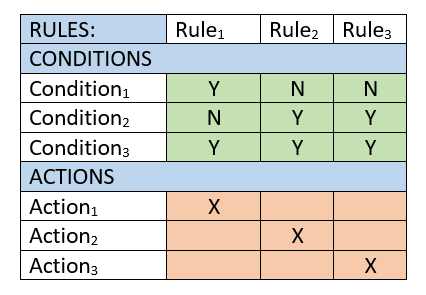 RULES: Rule₁ Rule₂ Rule₃
CONDITIONS
Condition₁ Y N N
Condition₂ N Y Y
Condition₃ Y Y Y
ACTIONS
Action₁ X
Action₂ X
Action₃ X